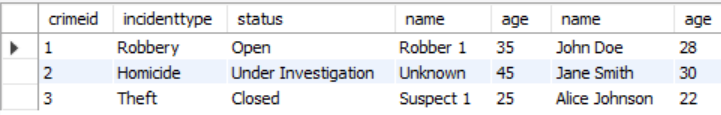 crimeid incidenttype status name age name age
1 Robbery Open Robber 1 35 John Doe 28
2 Homicide Under Investigation Unknown 45 Jane Smith 30
3 Theft Closed Suspect 1 25 Alice Johnson 22